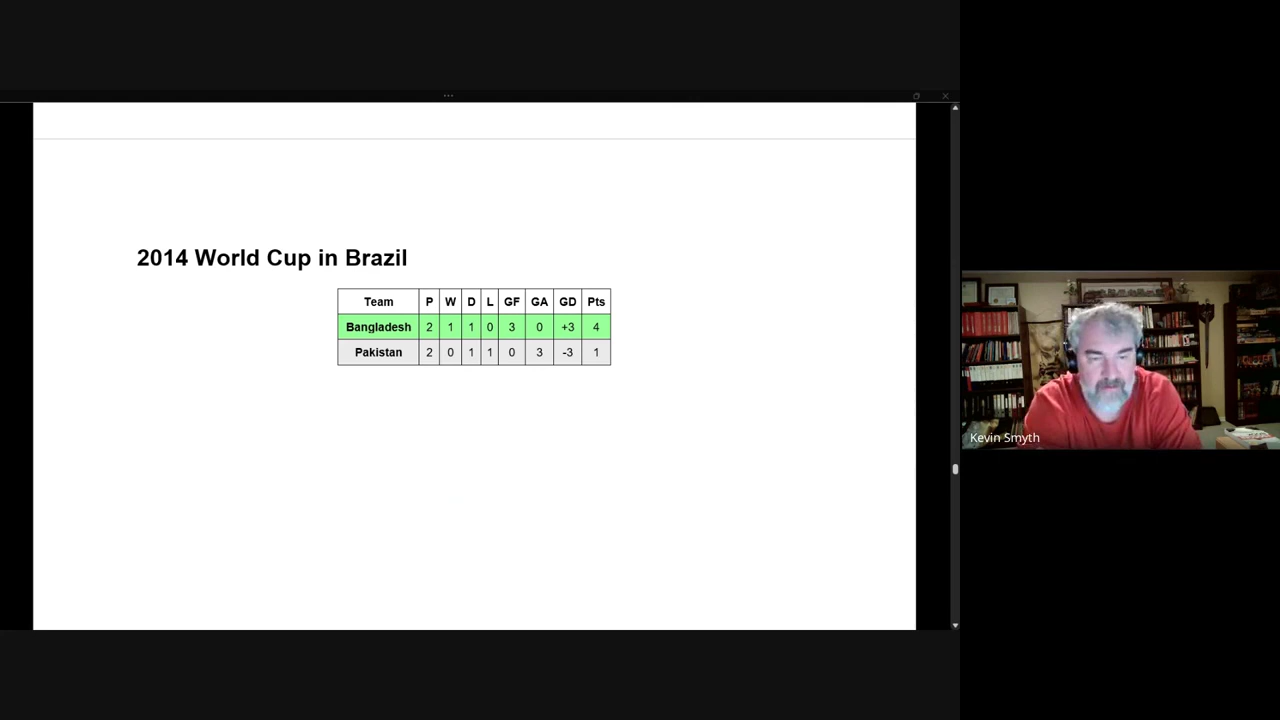 2014 World Cup in Brazil
Team P W D L GF GA GD Pts
Bangladesh 2 1 1 0 3 0 +3 4
Pakistan 2 0 1 1 0 3 -3 1
Kevin Smyth